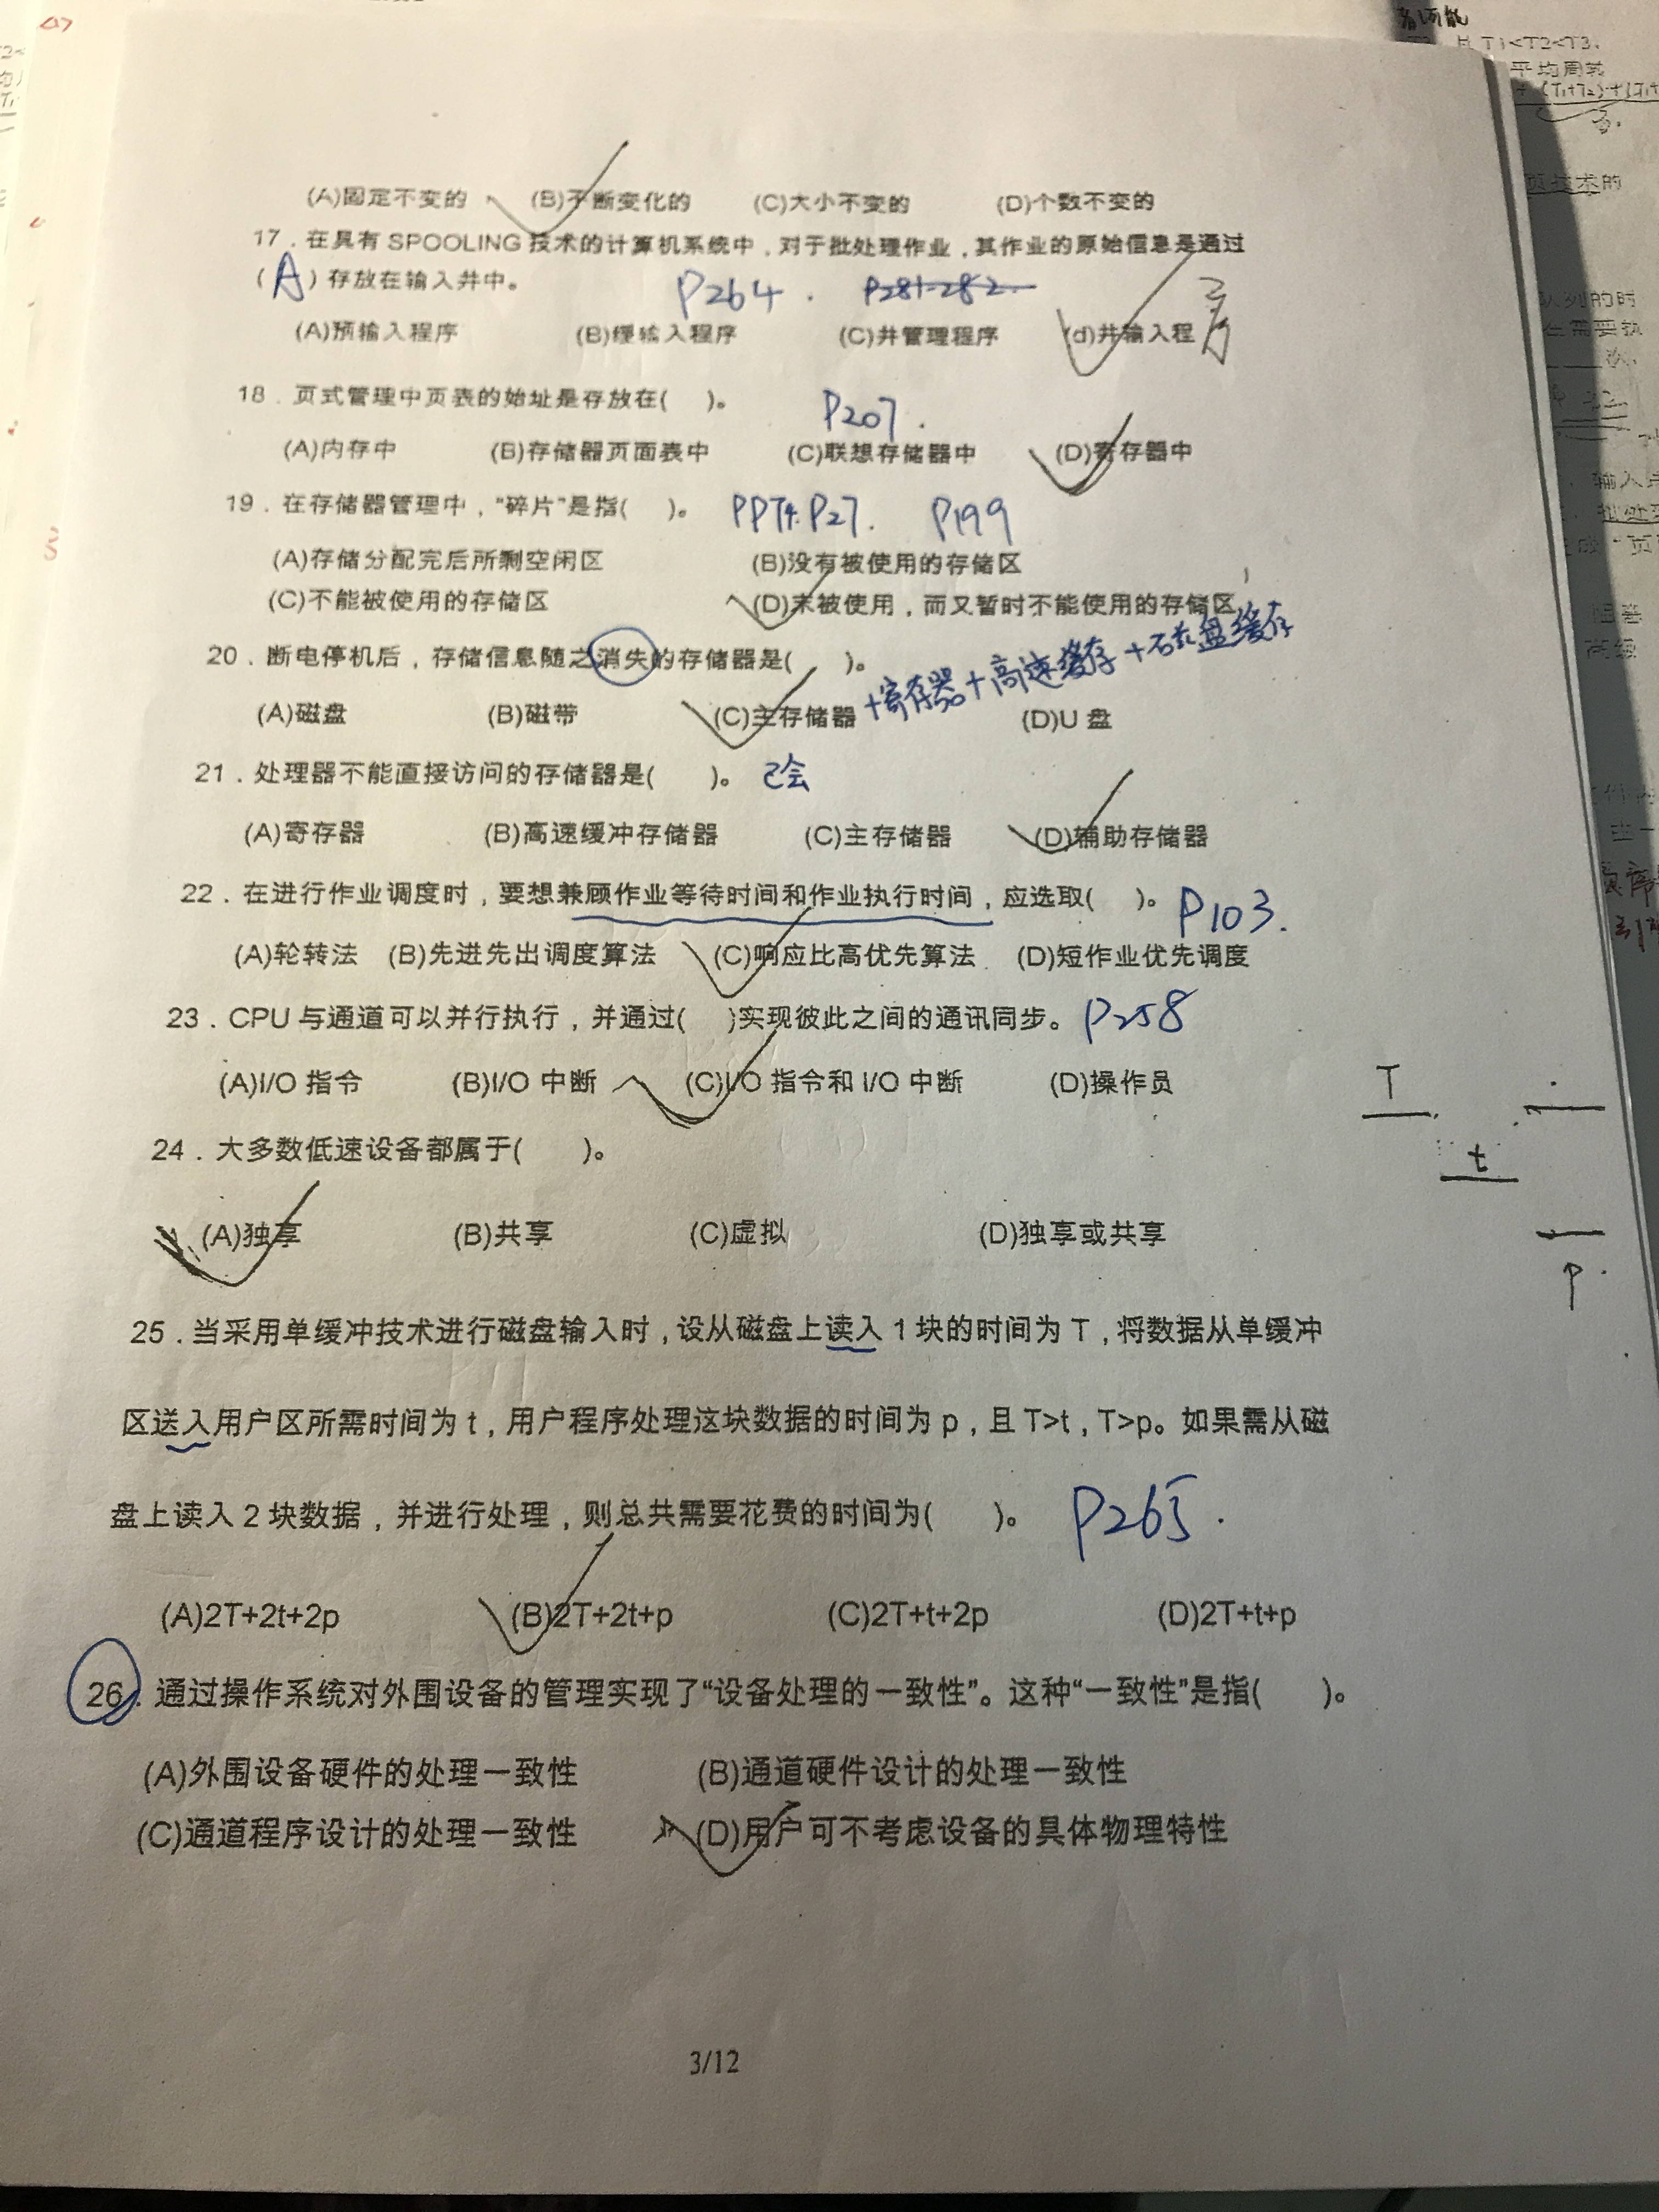 (A)固定不变的 (B)不断变化的 (C)大小不变的 (D)个数不变的
17．在具有 SPOOLING 技术的计算机系统中，对于批处理作业，其作业的原始信息是通过
（A）存放在输入井中。 P264． P281-282
(A)预输入程序 (B)缓输入程序 (C)井管理程序 (d)井输入程序
18．页式管理中页表的始址是存放在( )。 P207．
(A)内存中 (B)存储器页面表中 (C)联想存储器中 (D)寄存器中
19．在存储器管理中，“碎片”是指( )。 PPT4．P27． P199
(A)存储分配完后所剩空闲区 (B)没有被使用的存储区
(C)不能被使用的存储区 (D)未被使用，而又暂时不能使用的存储区
20．断电停机后，存储信息随之消失的存储器是( )。
+寄存器+高速缓存+磁盘缓存
(A)磁盘 (B)磁带 (C)主存储器 (D)U 盘
21．处理器不能直接访问的存储器是( )。 已会
(A)寄存器 (B)高速缓冲存储器 (C)主存储器 (D)辅助存储器
22．在进行作业调度时，要想兼顾作业等待时间和作业执行时间，应选取( )。 P103．
(A)轮转法 (B)先进先出调度算法 (C)响应比高优先算法 (D)短作业优先调度
23．CPU 与通道可以并行执行，并通过( )实现彼此之间的通讯同步。 P258
(A)I/O 指令 (B)I/O 中断 (C)I/O 指令和 I/O 中断 (D)操作员
T
24．大多数低速设备都属于( )。
t
(A)独享 (B)共享 (C)虚拟 (D)独享或共享
P
25．当采用单缓冲技术进行磁盘输入时，设从磁盘上读入 1 块的时间为 T，将数据从单缓冲
区送入用户区所需时间为 t，用户程序处理这块数据的时间为 p，且 T>t，T>p。如果需从磁
盘上读入 2 块数据，并进行处理，则总共需要花费的时间为( )。 P265．
(A)2T+2t+2p (B)2T+2t+p (C)2T+t+2p (D)2T+t+p
26．通过操作系统对外围设备的管理实现了“设备处理的一致性”。这种“一致性”是指( )。
(A)外围设备硬件的处理一致性 (B)通道硬件设计的处理一致性
(C)通道程序设计的处理一致性 (D)用户可不考虑设备的具体物理特性
3/12
T1<T2<T3．
平均周转
页技术的